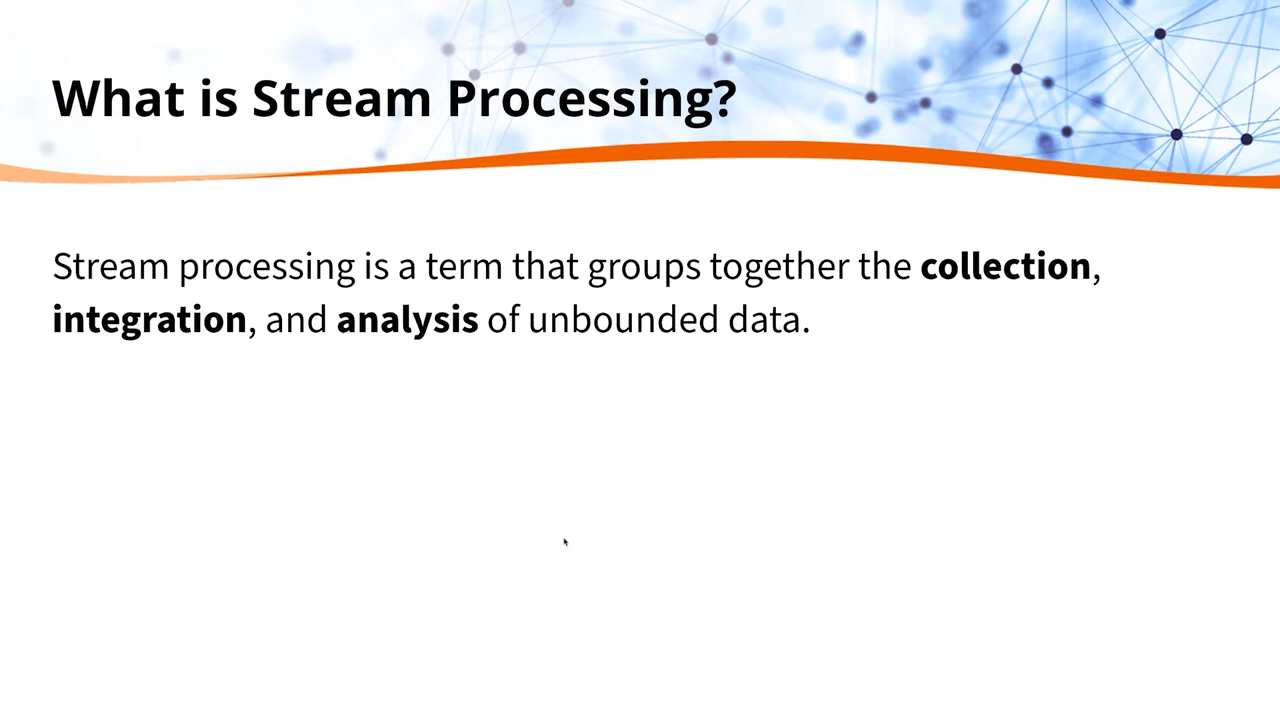 What is Stream Processing?
Stream processing is a term that groups together the collection,
integration, and analysis of unbounded data.